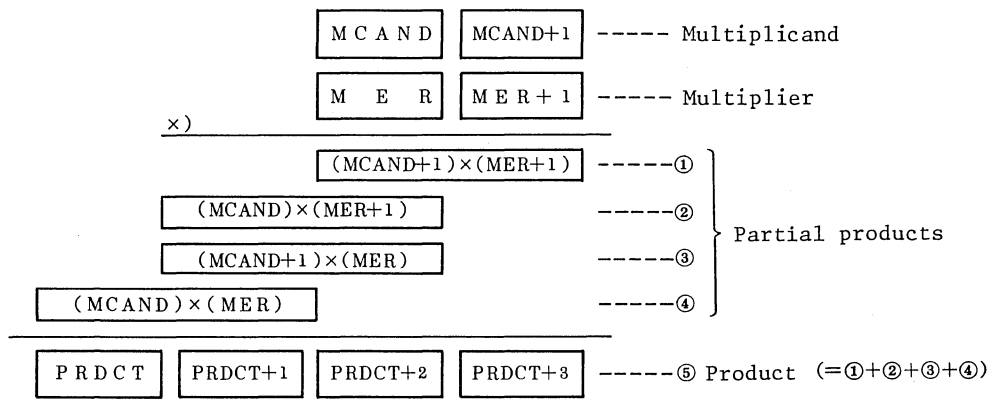 MCAND MCAND+1 ----- Multiplicand
MER MER+1 ----- Multiplier
×)
(MCAND+1)×(MER+1) -----①
(MCAND)×(MER+1) -----②
(MCAND+1)×(MER) -----③
Partial products
(MCAND)×(MER) -----④
PRDCT PRDCT+1 PRDCT+2 PRDCT+3 -----⑤ Product (=①+②+③+④)